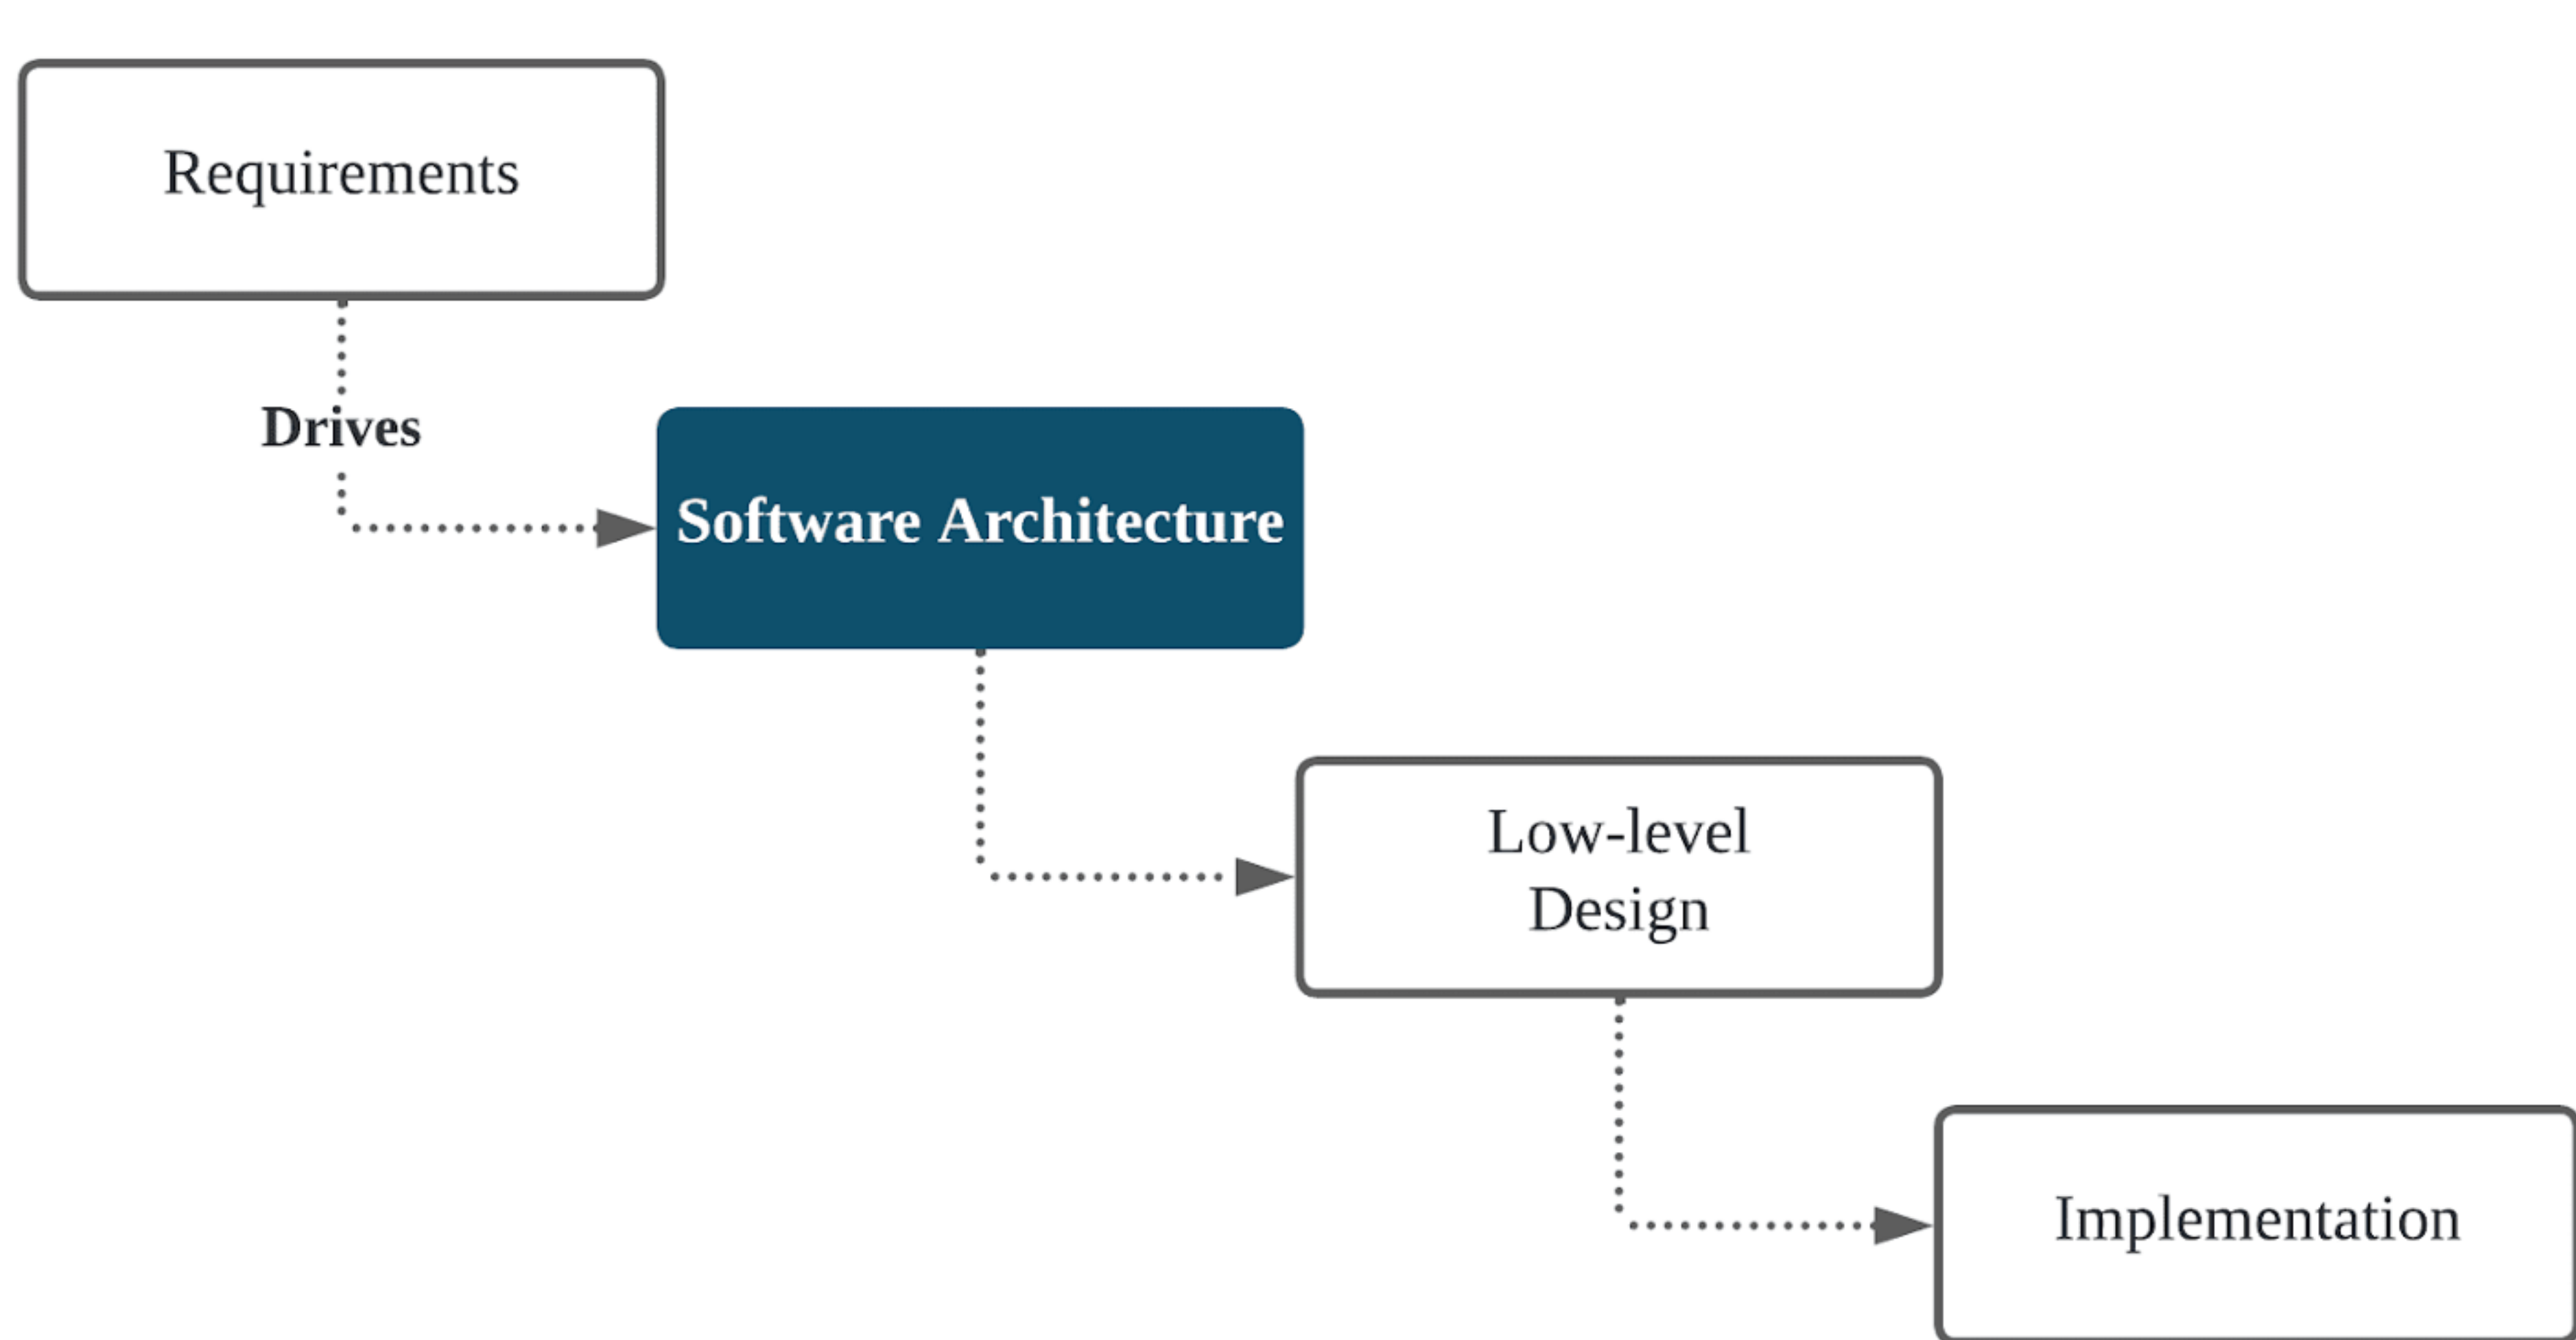 Requirements
Drives
Software Architecture
Low-level
Design
Implementation